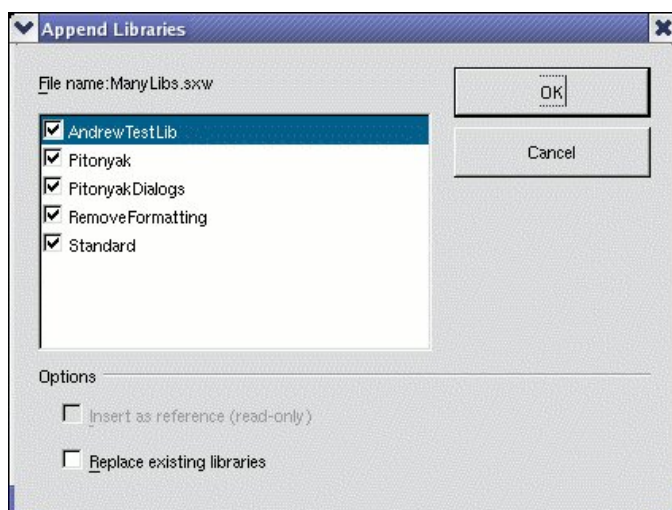 Append Libraries
File name:ManyLibs.sxw
OK
AndrewTestLib
Cancel
Pitonyak
PitonyakDialogs
RemoveFormatting
Standard
Options
Insert as reference (read-only)
Replace existing libraries